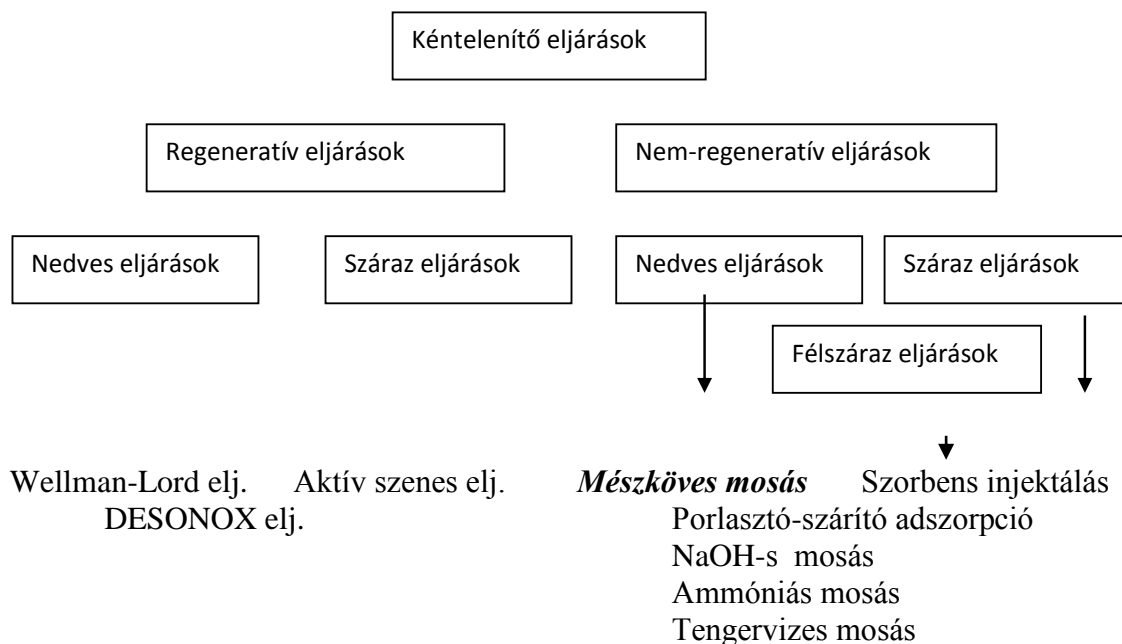 Kéntelenítő eljárások
Regeneratív eljárások
Nem-regeneratív eljárások
Nedves eljárások
Száraz eljárások
Nedves eljárások
Száraz eljárások
Félszáraz eljárások
Wellman-Lord elj. Aktív szenes elj. Mészköves mosás Szorbens injektálás
DESONOX elj. Porlasztó-szárító adszorpció
NaOH-s mosás
Ammóniás mosás
Tengervizes mosás